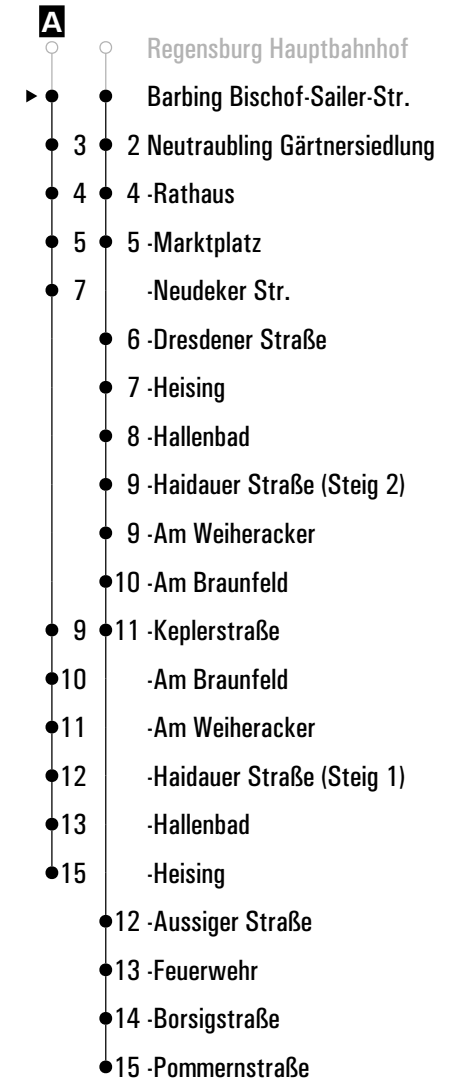 A
Regensburg Hauptbahnhof
Barbing Bischof-Sailer-Str.
3 2 Neutraubling Gärtnersiedlung
4 4 -Rathaus
5 5 -Marktplatz
7 -Neudeker Str.
6 -Dresdener Straße
7 -Heising
8 -Hallenbad
9 -Haidauer Straße (Steig 2)
9 -Am Weiheracker
10 -Am Braunfeld
9 11 -Keplerstraße
10 -Am Braunfeld
11 -Am Weiheracker
12 -Haidauer Straße (Steig 1)
13 -Hallenbad
15 -Heising
12 -Aussiger Straße
13 -Feuerwehr
14 -Borsigstraße
15 -Pommernstraße